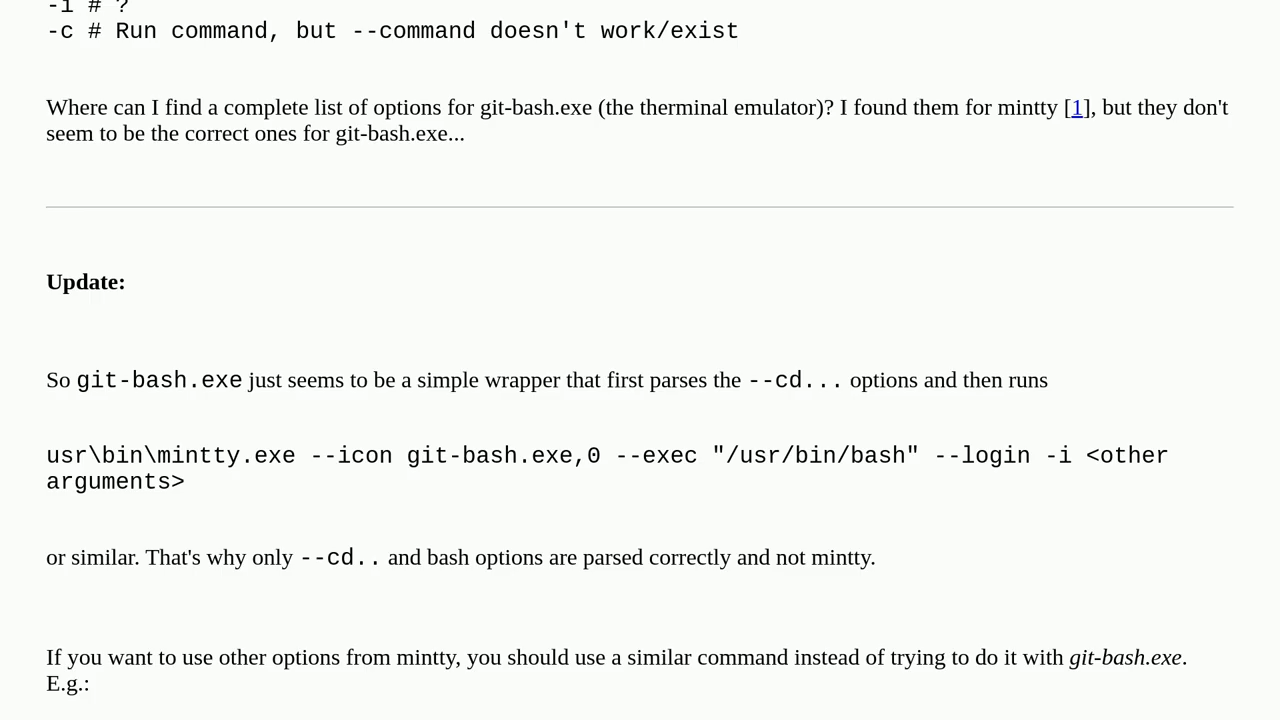 -i # ?
-c # Run command, but --command doesn't work/exist
Where can I find a complete list of options for git-bash.exe (the therminal emulator)? I found them for mintty [1], but they don't
seem to be the correct ones for git-bash.exe...
Update:
So git-bash.exe just seems to be a simple wrapper that first parses the --cd... options and then runs
usr\bin\mintty.exe --icon git-bash.exe,0 --exec "/usr/bin/bash" --login -i <other
arguments>
or similar. That's why only --cd.. and bash options are parsed correctly and not mintty.
If you want to use other options from mintty, you should use a similar command instead of trying to do it with git-bash.exe.
E.g.: